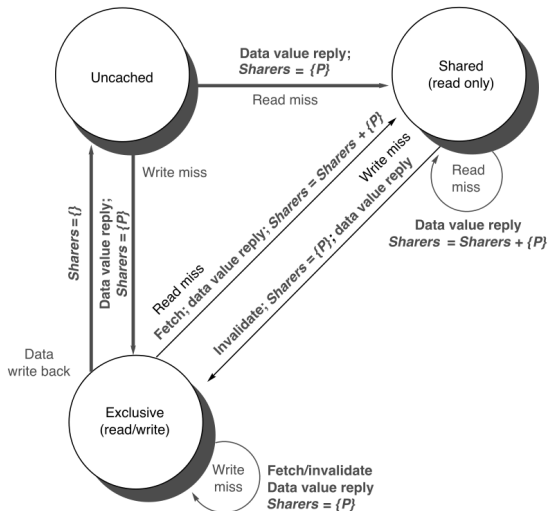 Uncached
Data value reply;
Sharers = {P}
Read miss
Shared
(read only)
Write miss
Read
miss
Data value reply
Sharers = Sharers + {P}
Sharers = {}
Data value reply;
Sharers = {P}
Read miss
Fetch; data value reply; Sharers = Sharers + {P}
Write miss
Invalidate; Sharers = {P}; data value reply
Data
write back
Exclusive
(read/write)
Write
miss
Fetch/invalidate
Data value reply
Sharers = {P}